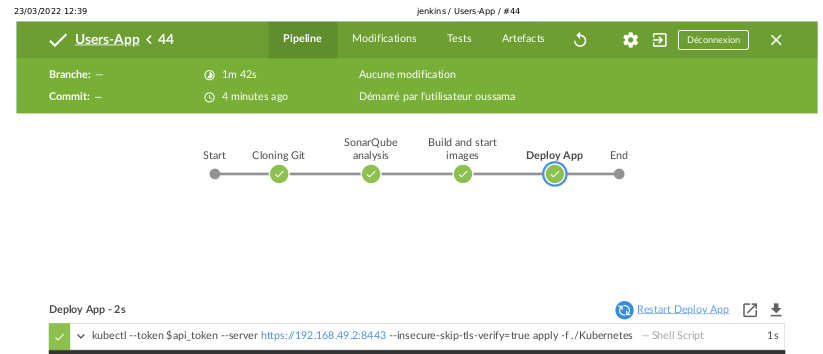 23/03/2022 12:39 jenkins / Users-App / #44
Users-App < 44 Pipeline Modifications Tests Artefacts Déconnexion
Branche: — 1m 42s Aucune modification
Commit: — 4 minutes ago Démarré par l'utilisateur oussama
Start Cloning Git SonarQube analysis Build and start images Deploy App End
Deploy App - 2s Restart Deploy App
kubectl --token $api_token --server https://192.168.49.2:8443 --insecure-skip-tls-verify=true apply -f ./Kubernetes — Shell Script 1s